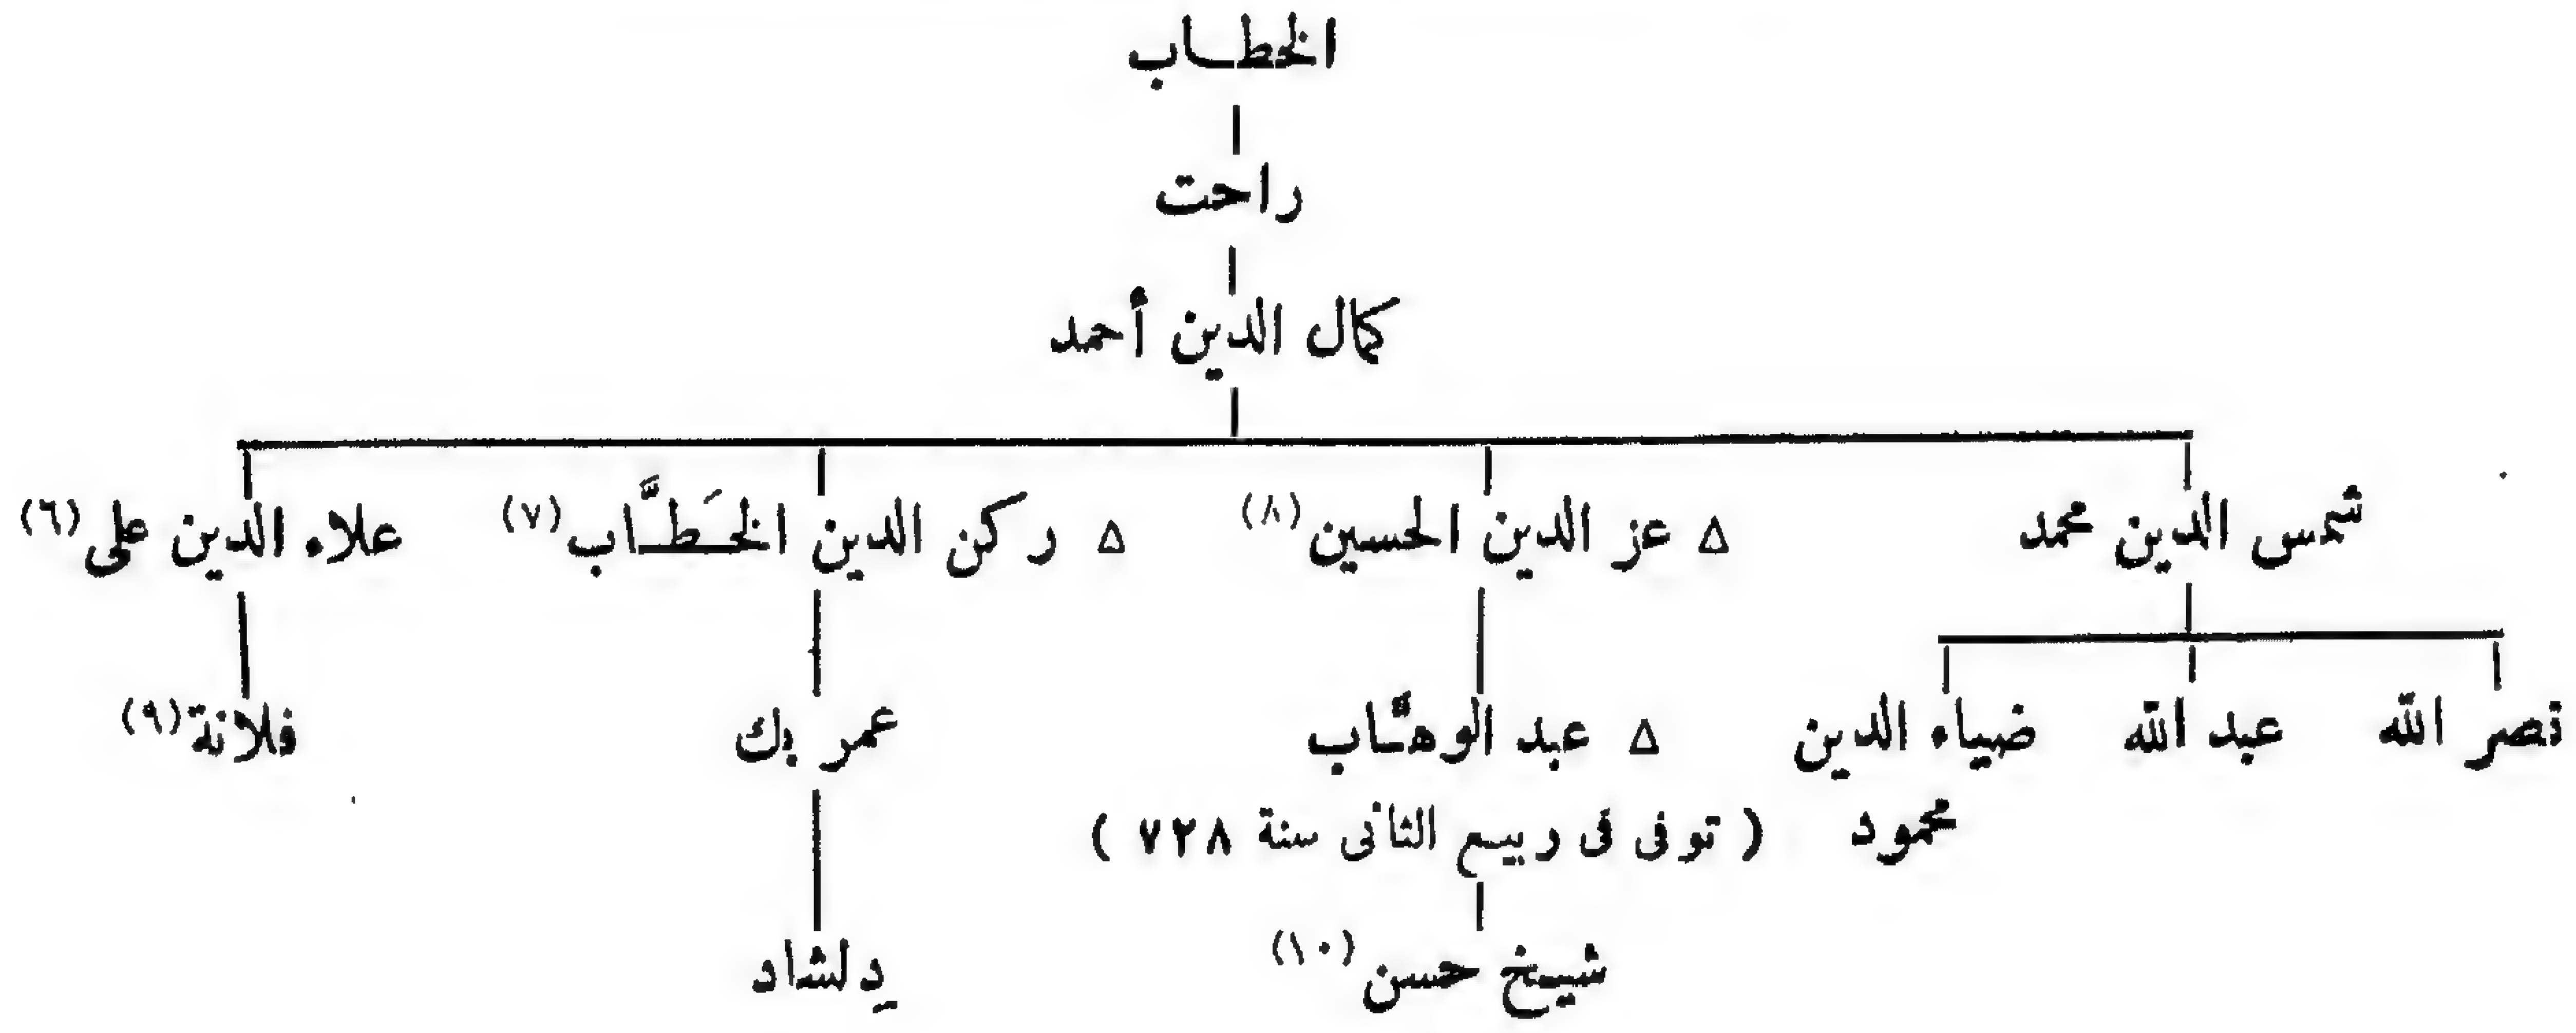 الخطاب
راحت
كمال الدين أحمد
شمس الدين محمد △ عز الدين الحسين (٨) △ ركن الدين الخَطَّاب (٧) علاء الدين على (٦)
نصر الله عبد الله ضياء الدين △ عبد الوهَّاب عمر بك فلانة (٩)
محمود ( توفى فى ربيع الثانى سنة ٧٢٨ )
شيخ حسن (١٠) دِلشاد